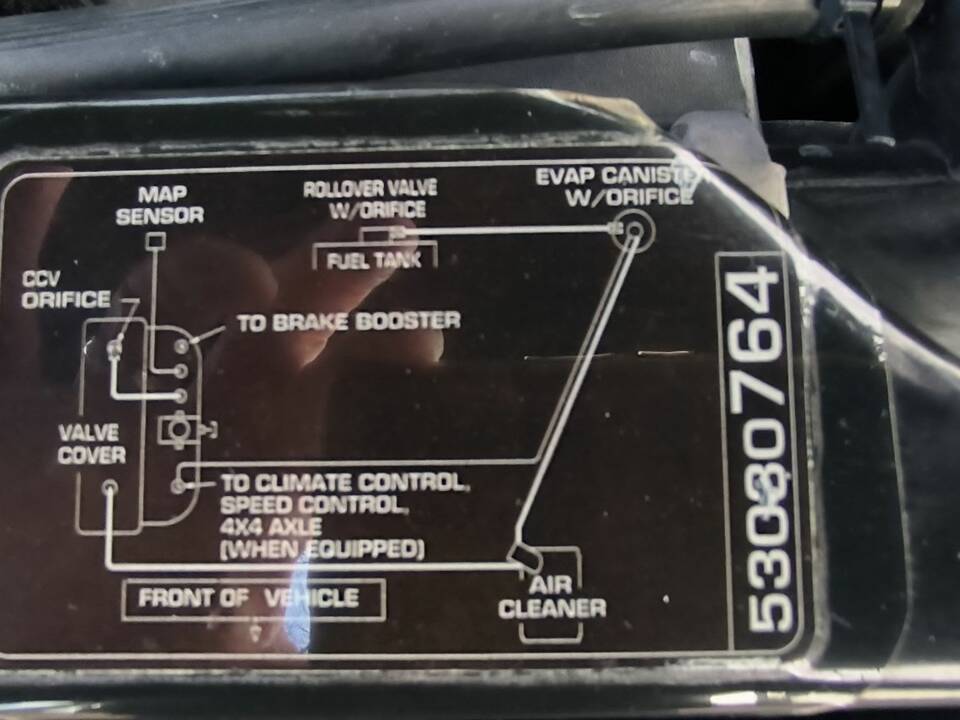 MAP
SENSOR
ROLLOVER VALVE
W/ORIFICE
EVAP CANISTE
W/ORIFICE
FUEL TANK
CCV
ORIFICE
TO BRAKE BOOSTER
VALVE
COVER
TO CLIMATE CONTROL,
SPEED CONTROL,
4X4 AXLE
(WHEN EQUIPPED)
FRONT OF VEHICLE
AIR
CLEANER
53030764